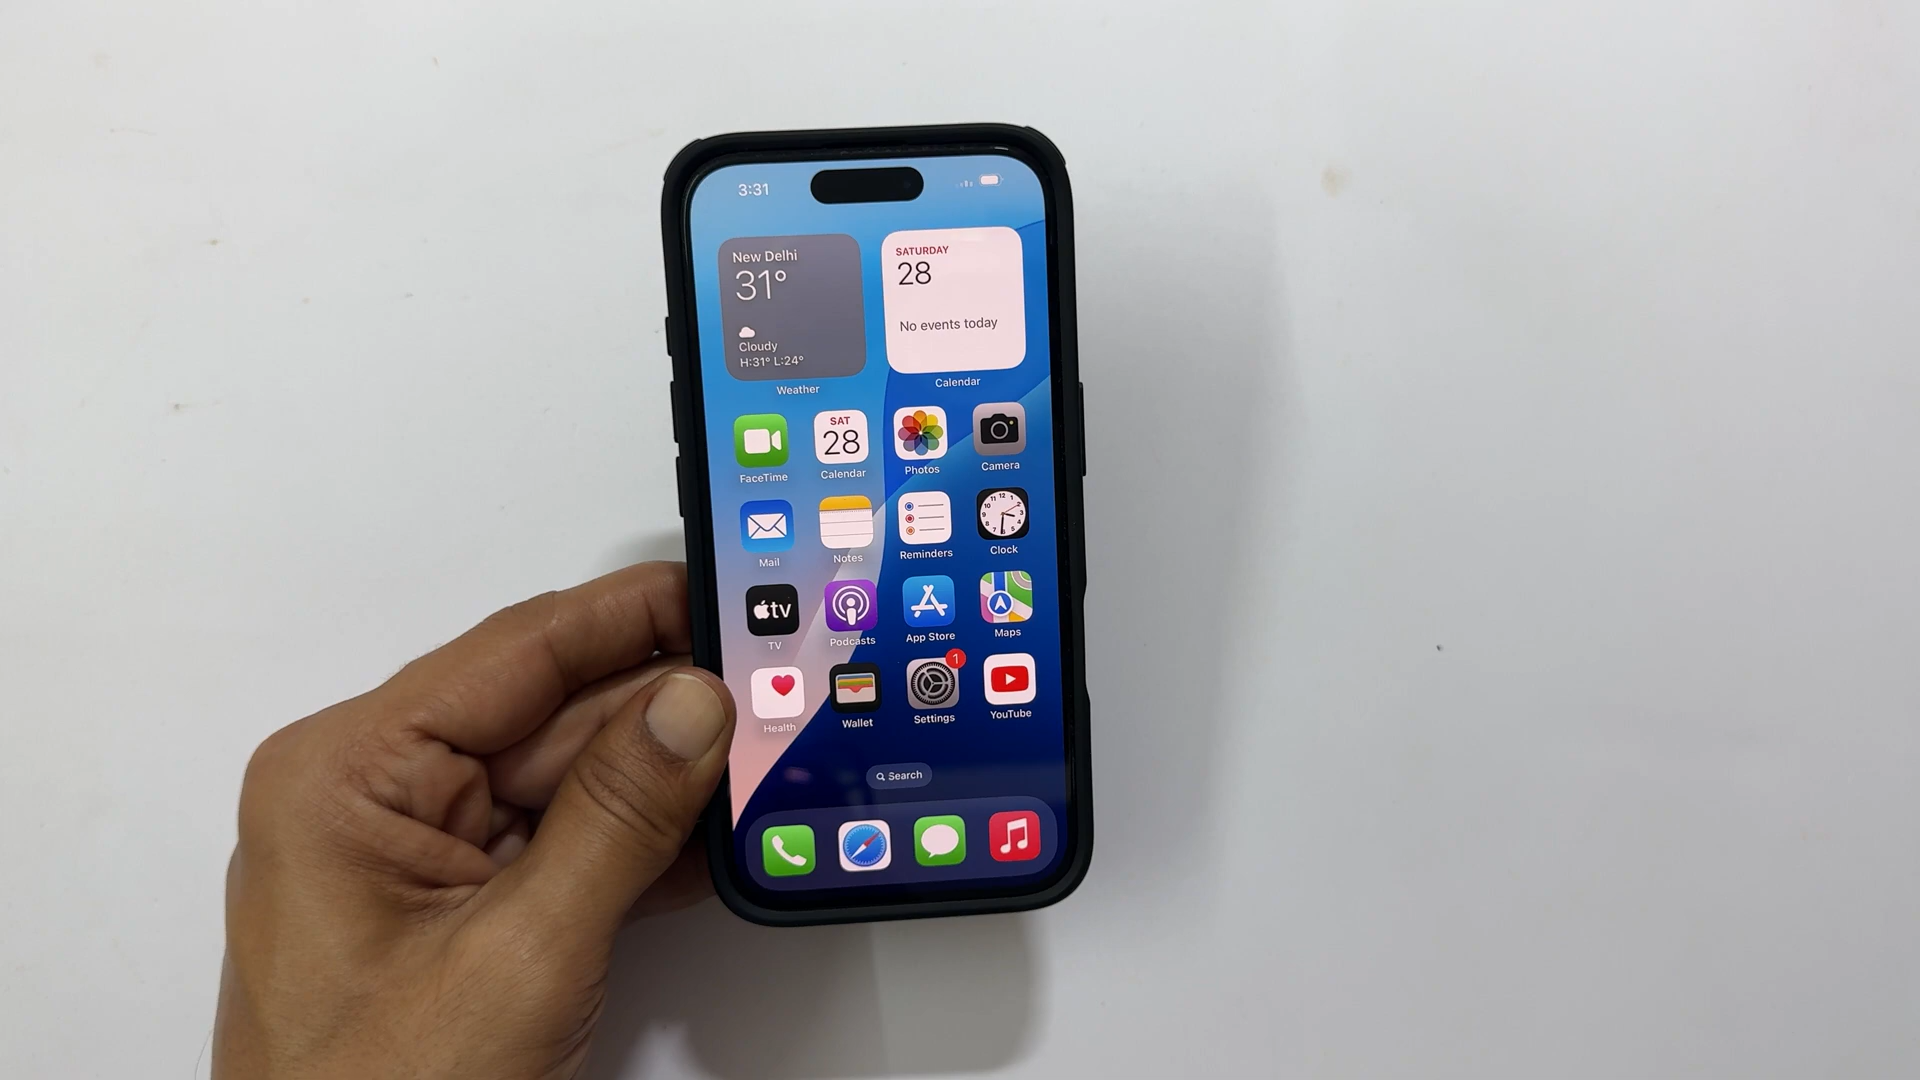 3:31
New Delhi
31°
Cloudy
H:31° L:24°
Weather
SATURDAY
28
No events today
Calendar
FaceTime
SAT
28
Calendar
Photos
Camera
Mail
Notes
Reminders
Clock
tv
TV
Podcasts
App Store
Maps
Health
Wallet
1
Settings
YouTube
Search